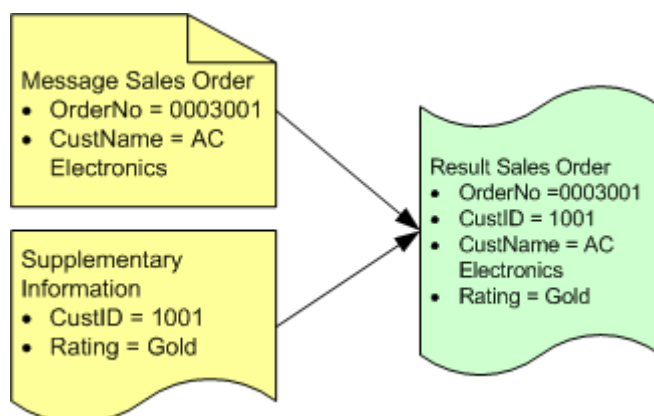 Message Sales Order
• OrderNo = 0003001
• CustName = AC
Electronics
Supplementary
Information
• CustID = 1001
• Rating = Gold
Result Sales Order
• OrderNo =0003001
• CustID = 1001
• CustName = AC
Electronics
• Rating = Gold